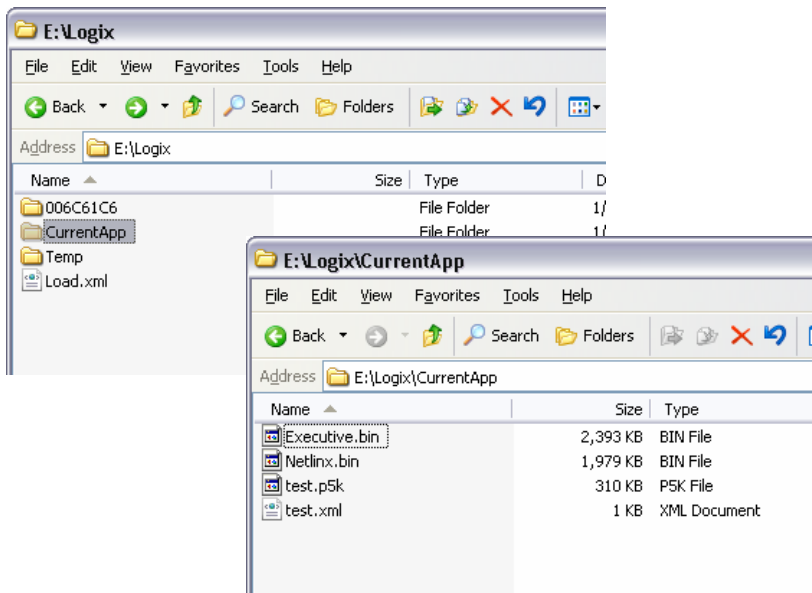 E:\Logix
File Edit View Favorites Tools Help
Back Search Folders
Address E:\Logix
Name Size Type D
006C61C6 File Folder 1/
CurrentApp File Folder 1/
Temp
Load.xml
E:\Logix\CurrentApp
File Edit View Favorites Tools Help
Back Search Folders
Address E:\Logix\CurrentApp
Name Size Type
Executive.bin 2,393 KB BIN File
Netlinx.bin 1,979 KB BIN File
test.p5k 310 KB P5K File
test.xml 1 KB XML Document